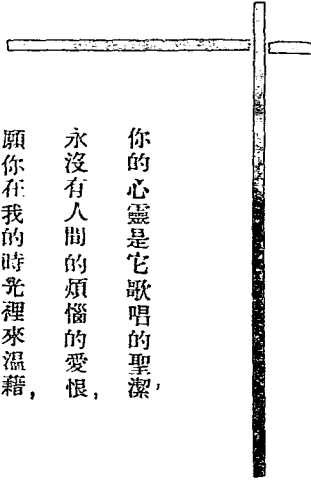 你的心靈是它歌唱的聖潔，
永沒有人間的煩惱的愛恨，
願你在我的時光裡來溫藉，